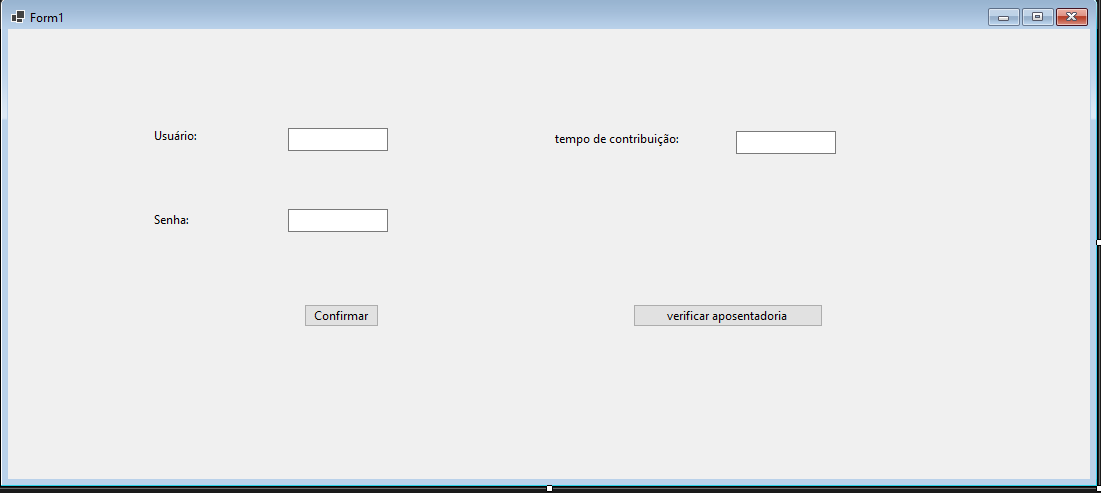 Form1
Usuário:
tempo de contribuição:
Senha:
Confirmar
verificar aposentadoria